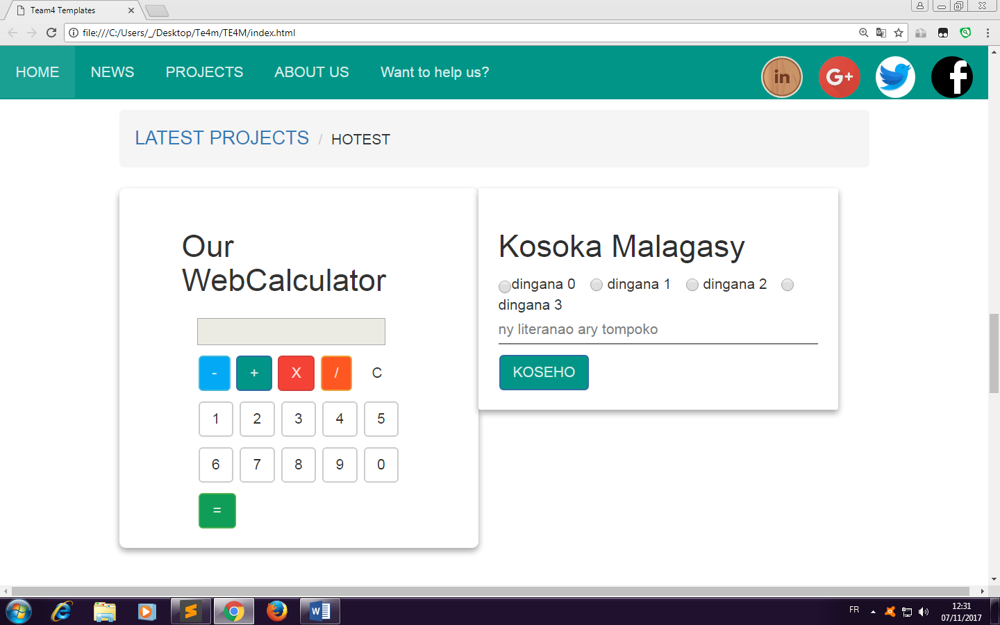 Team4 Templates
file:///C:/Users/_/Desktop/Te4m/TE4M/index.html
HOME NEWS PROJECTS ABOUT US Want to help us?
in G+ f
LATEST PROJECTS / HOTEST
Our
WebCalculator
- + X / C
1 2 3 4 5
6 7 8 9 0
=
Kosoka Malagasy
dingana 0 dingana 1 dingana 2
dingana 3
ny literanao ary tompoko
KOSEHO
FR
12:31
07/11/2017